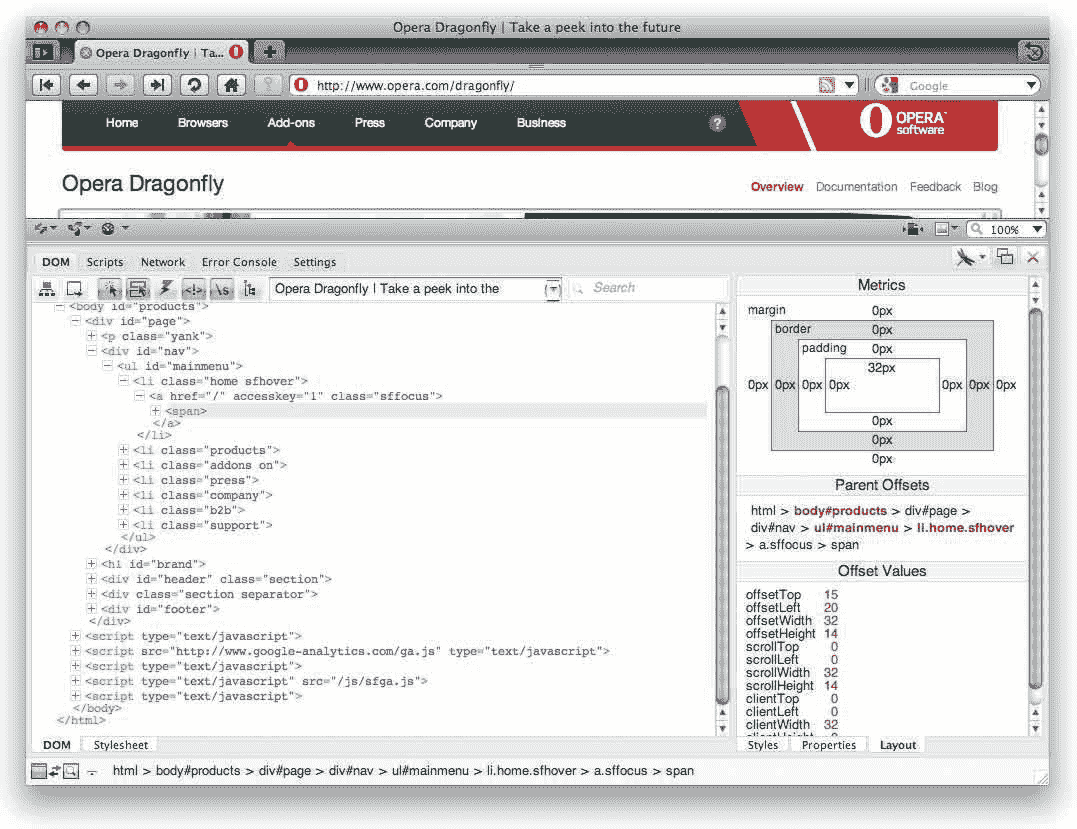 Opera Dragonfly | Take a peek into the future
Opera Dragonfly | Ta...
http://www.opera.com/dragonfly/
Google
Home Browsers Add-ons Press Company Business ?
OPERA™
software
Opera Dragonfly
Overview Documentation Feedback Blog
100%
DOM Scripts Network Error Console Settings
<!> \s Opera Dragonfly | Take a peek into the Search
<body id="products">
<div id="page">
<p class="yank">
<div id="nav">
<ul id="mainmenu">
<li class="home sfhover">
<a href="/" accesskey="1" class="sffocus">
<span>
</a>
</li>
<li class="products">
<li class="addons on">
<li class="press">
<li class="company">
<li class="b2b">
<li class="support">
</ul>
</div>
<h1 id="brand">
<div id="header" class="section">
<div class="section separator">
<div id="footer">
</div>
<script type="text/javascript">
<script src="http://www.google-analytics.com/ga.js" type="text/javascript">
<script type="text/javascript">
<script type="text/javascript" src="/js/sfga.js">
<script type="text/javascript">
</body>
</html>
DOM Stylesheet
Metrics
margin 0px
border 0px
padding 0px
32px
0px 0px 0px 0px 0px 0px 0px
0px
0px
0px
Parent Offsets
html > body#products > div#page >
div#nav > ul#mainmenu > li.home.sfhover
> a.sffocus > span
Offset Values
offsetTop 15
offsetLeft 20
offsetWidth 32
offsetHeight 14
scrollTop 0
scrollLeft 0
scrollWidth 32
scrollHeight 14
clientTop 0
clientLeft 0
clientWidth 32
clientHeight 0
Styles Properties Layout
html > body#products > div#page > div#nav > ul#mainmenu > li.home.sfhover > a.sffocus > span